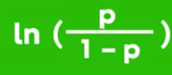 ln (p / 1 - p)